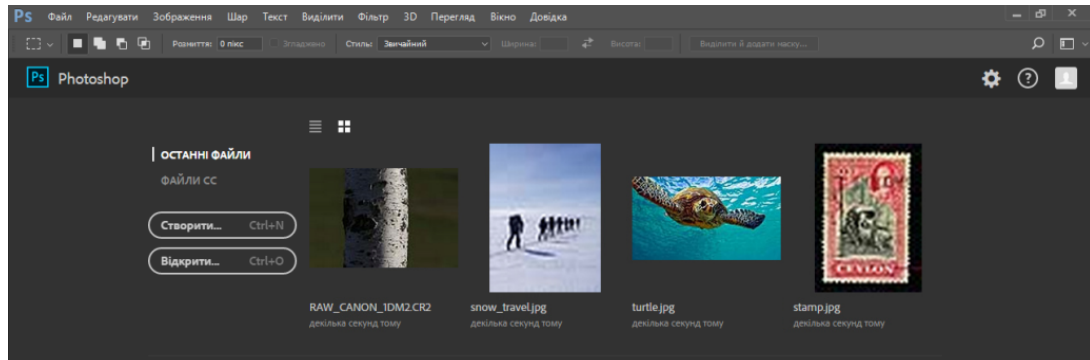 Ps Файл Редагувати Зображення Шар Текст Виділити Фільтр 3D Перегляд Вікно Довідка
Розмиття: 0 пікс Згладжено Стиль: Звичайний Ширина: Висота: Виділити й додати маску...
Ps Photoshop
ОСТАННІ ФАЙЛИ
ФАЙЛИ CC
Створити... Ctrl+N
Відкрити... Ctrl+O
CEYLON
RAW_CANON_1DM2.CR2 snow_travel.jpg turtle.jpg stamp.jpg
декілька секунд тому декілька секунд тому декілька секунд тому декілька секунд тому